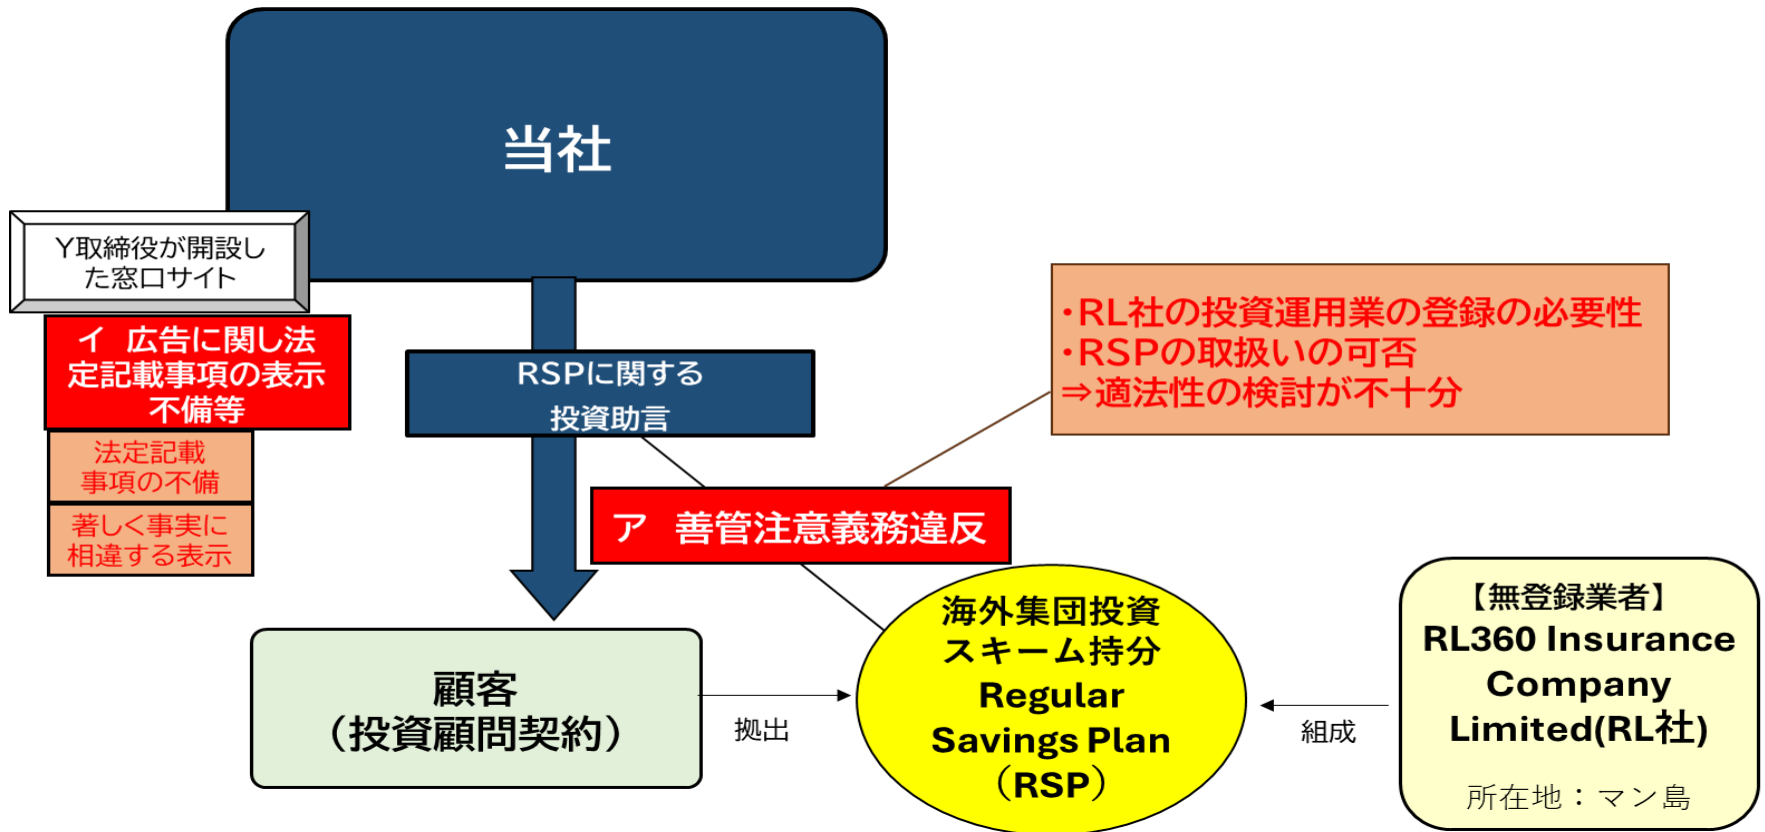 当社
Y取締役が開設し
た窓口サイト
イ 広告に関し法
定記載事項の表示
不備等
法定記載
事項の不備
著しく事実に
相違する表示
RSPに関する
投資助言
・RL社の投資運用業の登録の必要性
・RSPの取扱いの可否
⇒適法性の検討が不十分
ア 善管注意義務違反
顧客
（投資顧問契約）
拠出
海外集団投資
スキーム持分
Regular
Savings Plan
（RSP）
組成
【無登録業者】
RL360 Insurance
Company
Limited(RL社)
所在地：マン島